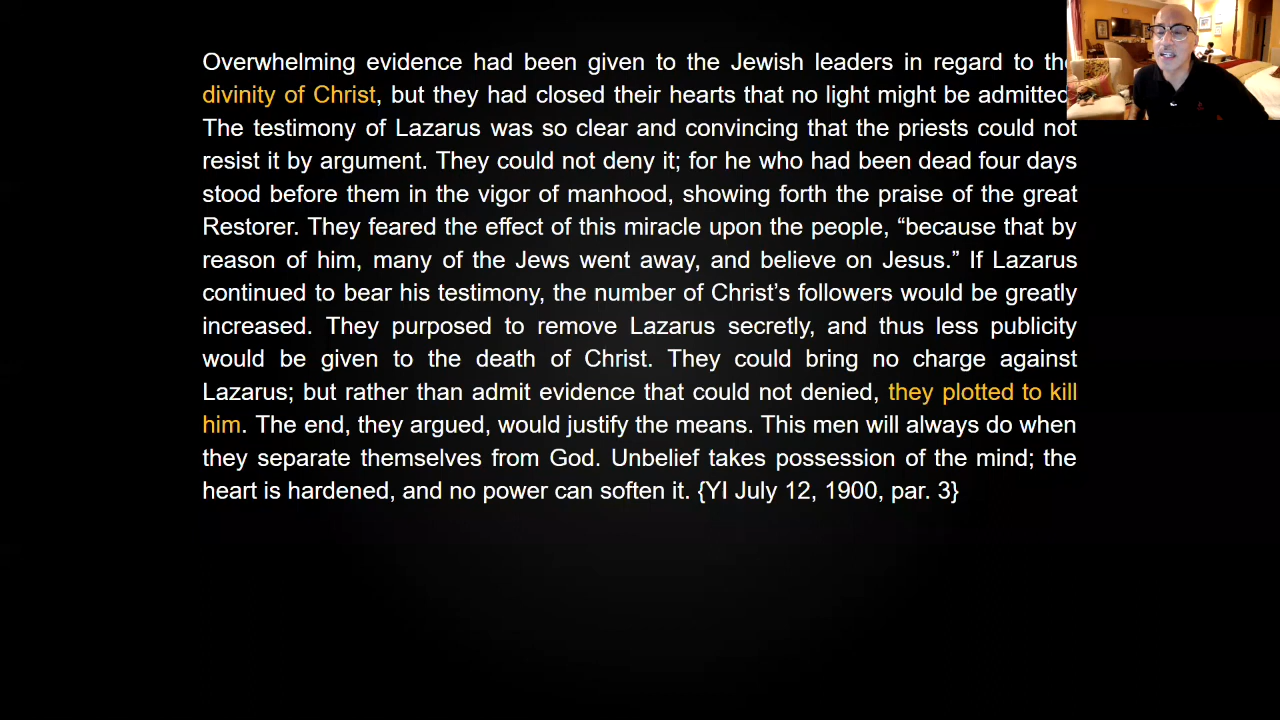 Overwhelming evidence had been given to the Jewish leaders in regard to the
divinity of Christ, but they had closed their hearts that no light might be admitted.
The testimony of Lazarus was so clear and convincing that the priests could not
resist it by argument. They could not deny it; for he who had been dead four days
stood before them in the vigor of manhood, showing forth the praise of the great
Restorer. They feared the effect of this miracle upon the people, “because that by
reason of him, many of the Jews went away, and believe on Jesus.” If Lazarus
continued to bear his testimony, the number of Christ’s followers would be greatly
increased. They purposed to remove Lazarus secretly, and thus less publicity
would be given to the death of Christ. They could bring no charge against
Lazarus; but rather than admit evidence that could not denied, they plotted to kill
him. The end, they argued, would justify the means. This men will always do when
they separate themselves from God. Unbelief takes possession of the mind; the
heart is hardened, and no power can soften it. {YI July 12, 1900, par. 3}